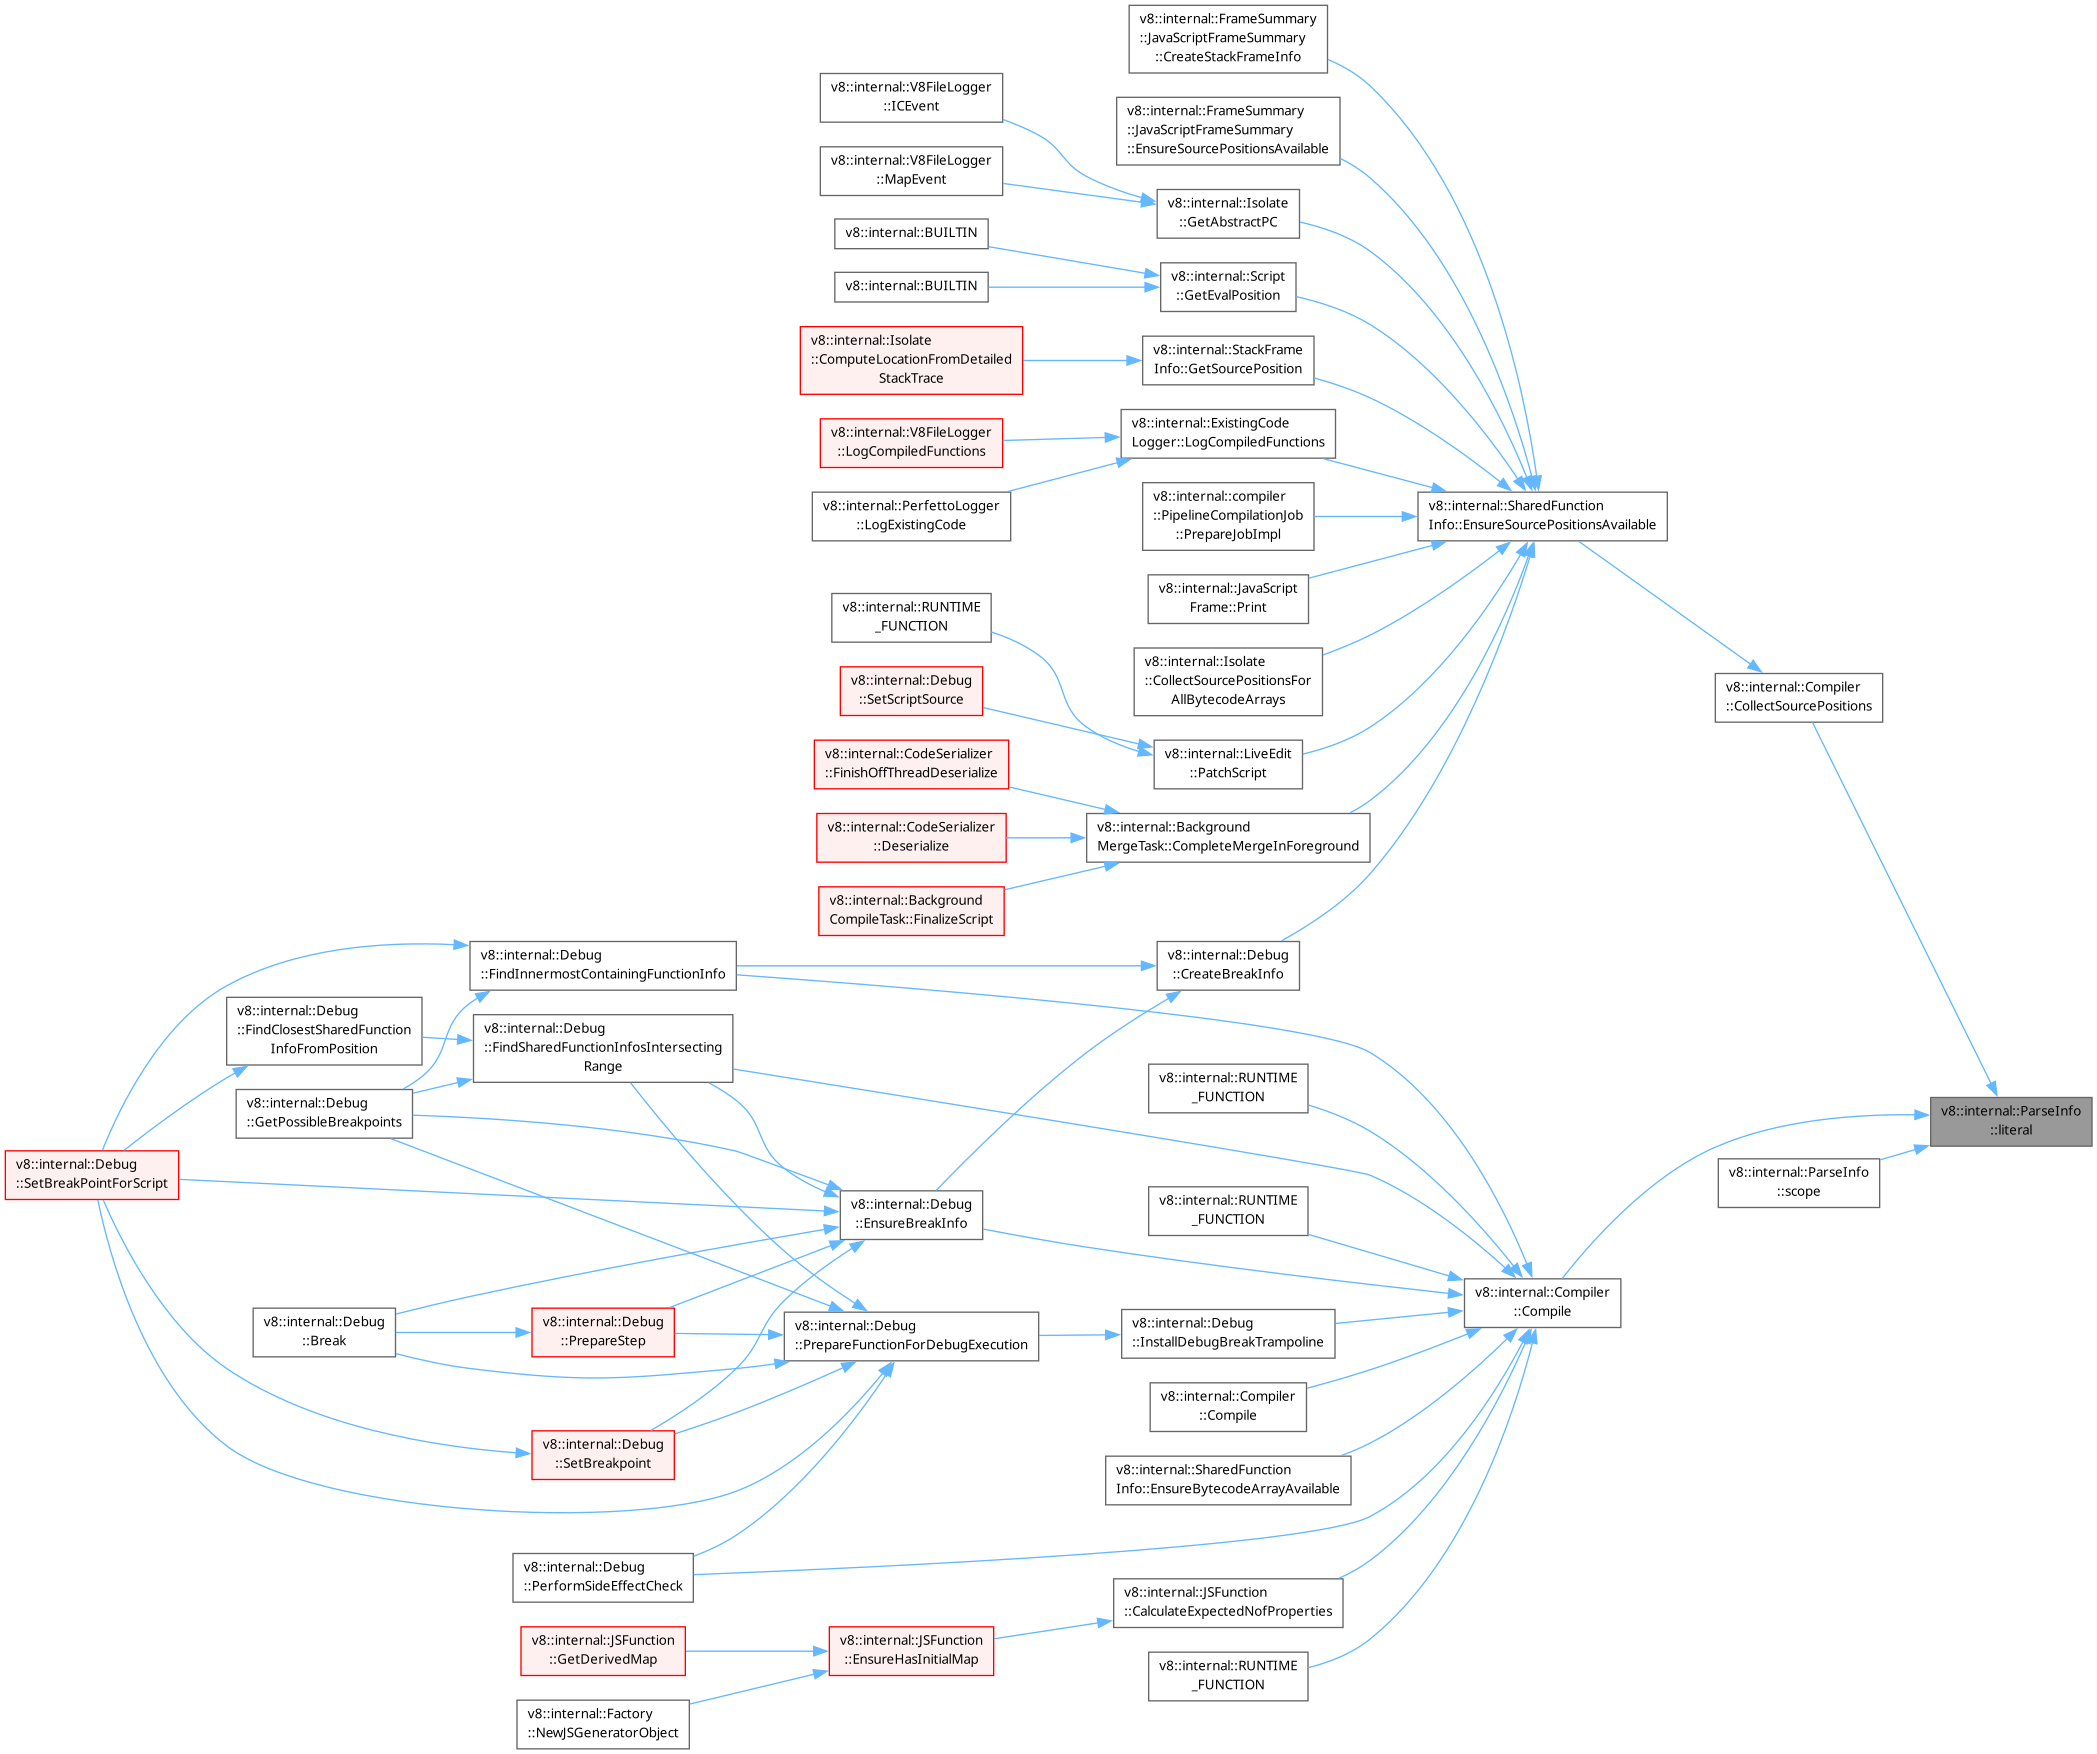 v8::internal::FrameSummary
::JavaScriptFrameSummary
::CreateStackFrameInfo
v8::internal::V8FileLogger
::ICEvent
v8::internal::FrameSummary
::JavaScriptFrameSummary
::EnsureSourcePositionsAvailable
v8::internal::V8FileLogger
::MapEvent
v8::internal::Isolate
::GetAbstractPC
v8::internal::BUILTIN
v8::internal::BUILTIN
v8::internal::Script
::GetEvalPosition
v8::internal::Isolate
::ComputeLocationFromDetailed
StackTrace
v8::internal::StackFrame
Info::GetSourcePosition
v8::internal::V8FileLogger
::LogCompiledFunctions
v8::internal::ExistingCode
Logger::LogCompiledFunctions
v8::internal::PerfettoLogger
::LogExistingCode
v8::internal::compiler
::PipelineCompilationJob
::PrepareJobImpl
v8::internal::SharedFunction
Info::EnsureSourcePositionsAvailable
v8::internal::JavaScript
Frame::Print
v8::internal::RUNTIME
_FUNCTION
v8::internal::Isolate
::CollectSourcePositionsFor
AllBytecodeArrays
v8::internal::Debug
::SetScriptSource
v8::internal::Compiler
::CollectSourcePositions
v8::internal::CodeSerializer
::FinishOffThreadDeserialize
v8::internal::LiveEdit
::PatchScript
v8::internal::CodeSerializer
::Deserialize
v8::internal::Background
MergeTask::CompleteMergeInForeground
v8::internal::Background
CompileTask::FinalizeScript
v8::internal::Debug
::FindInnermostContainingFunctionInfo
v8::internal::Debug
::CreateBreakInfo
v8::internal::Debug
::FindClosestSharedFunction
InfoFromPosition
v8::internal::Debug
::FindSharedFunctionInfosIntersecting
Range
v8::internal::Debug
::GetPossibleBreakpoints
v8::internal::RUNTIME
_FUNCTION
v8::internal::ParseInfo
::literal
v8::internal::Debug
::SetBreakPointForScript
v8::internal::ParseInfo
::scope
v8::internal::Debug
::EnsureBreakInfo
v8::internal::RUNTIME
_FUNCTION
v8::internal::Compiler
::Compile
v8::internal::Debug
::Break
v8::internal::Debug
::PrepareStep
v8::internal::Debug
::PrepareFunctionForDebugExecution
v8::internal::Debug
::InstallDebugBreakTrampoline
v8::internal::Compiler
::Compile
v8::internal::Debug
::SetBreakpoint
v8::internal::SharedFunction
Info::EnsureBytecodeArrayAvailable
v8::internal::Debug
::PerformSideEffectCheck
v8::internal::JSFunction
::CalculateExpectedNofProperties
v8::internal::JSFunction
::GetDerivedMap
v8::internal::JSFunction
::EnsureHasInitialMap
v8::internal::RUNTIME
_FUNCTION
v8::internal::Factory
::NewJSGeneratorObject